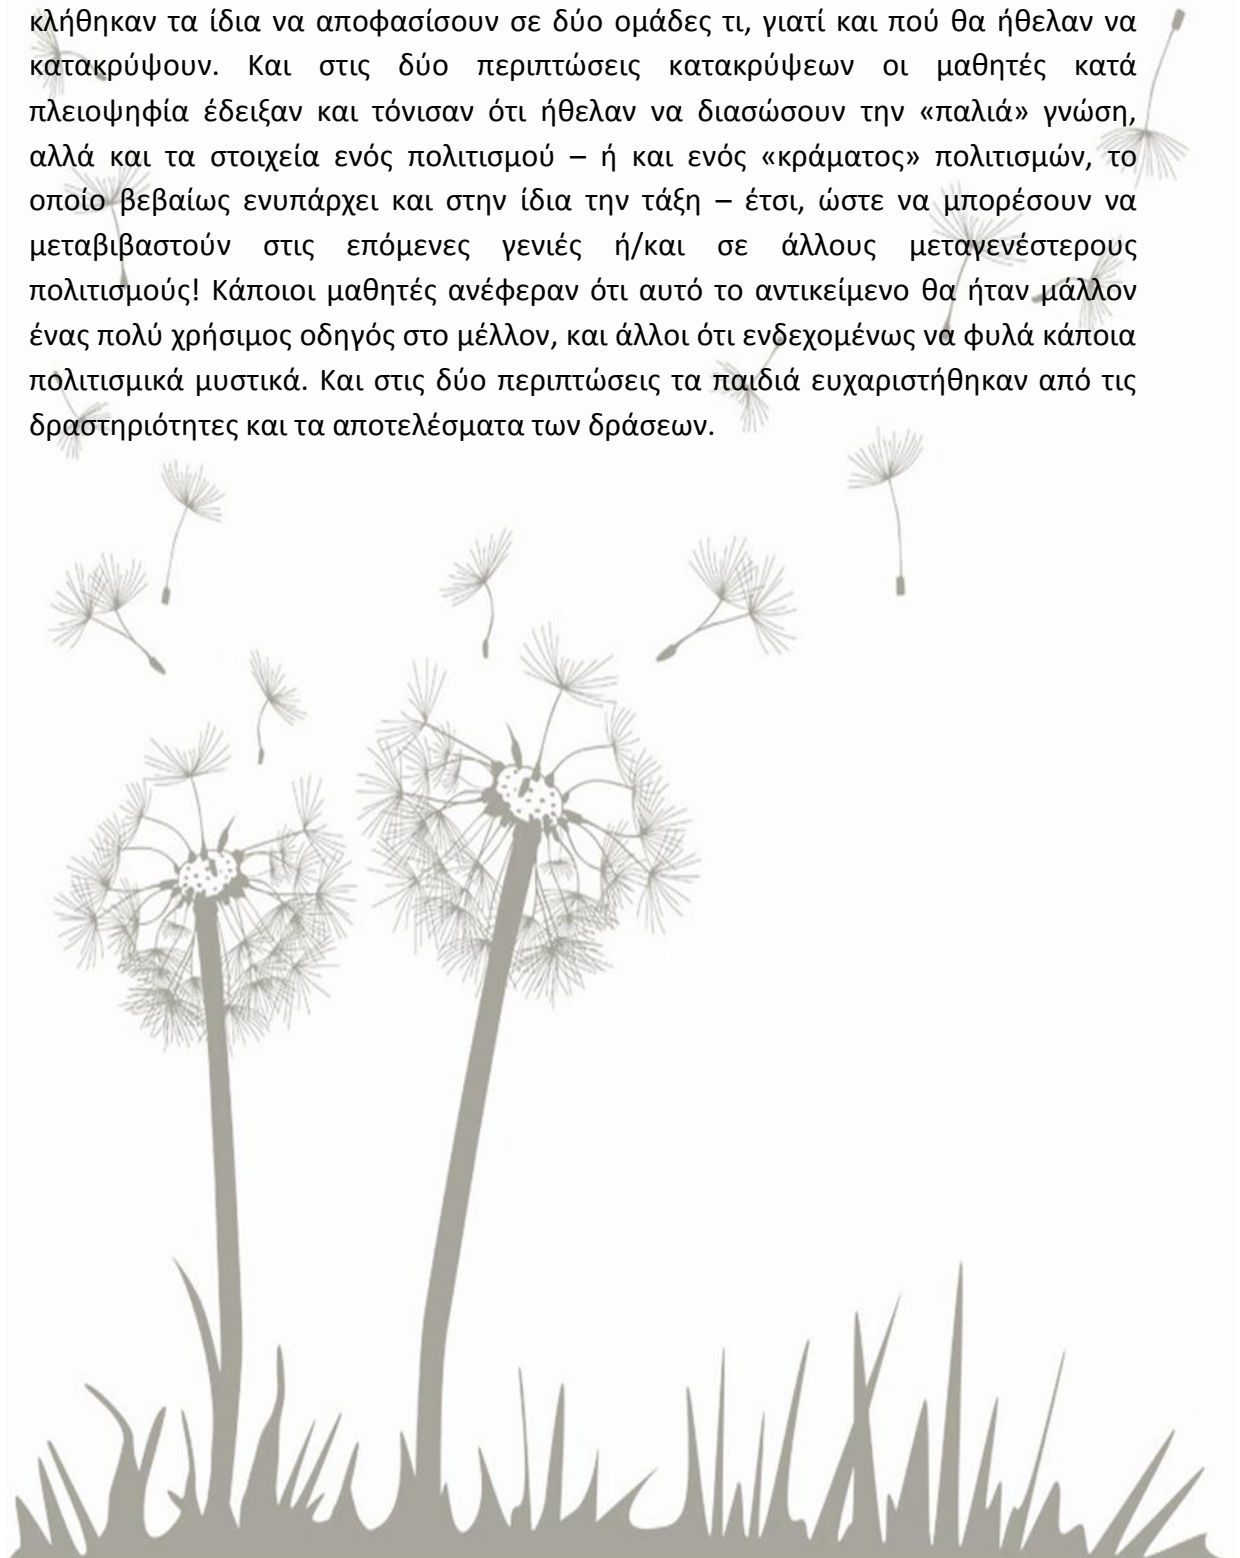 κλήθηκαν τα ίδια να αποφασίσουν σε δύο ομάδες τι, γιατί και πού θα ήθελαν να
κατακρύψουν. Και στις δύο περιπτώσεις κατακρύψεων οι μαθητές κατά
πλειοψηφία έδειξαν και τόνισαν ότι ήθελαν να διασώσουν την «παλιά» γνώση,
αλλά και τα στοιχεία ενός πολιτισμού – ή και ενός «κράματος» πολιτισμών, το
οποίο βεβαίως ενυπάρχει και στην ίδια την τάξη – έτσι, ώστε να μπορέσουν να
μεταβιβαστούν στις επόμενες γενιές ή/και σε άλλους μεταγενέστερους
πολιτισμούς! Κάποιοι μαθητές ανέφεραν ότι αυτό το αντικείμενο θα ήταν μάλλον
ένας πολύ χρήσιμος οδηγός στο μέλλον, και άλλοι ότι ενδεχομένως να φυλά κάποια
πολιτισμικά μυστικά. Και στις δύο περιπτώσεις τα παιδιά ευχαριστήθηκαν από τις
δραστηριότητες και τα αποτελέσματα των δράσεων.